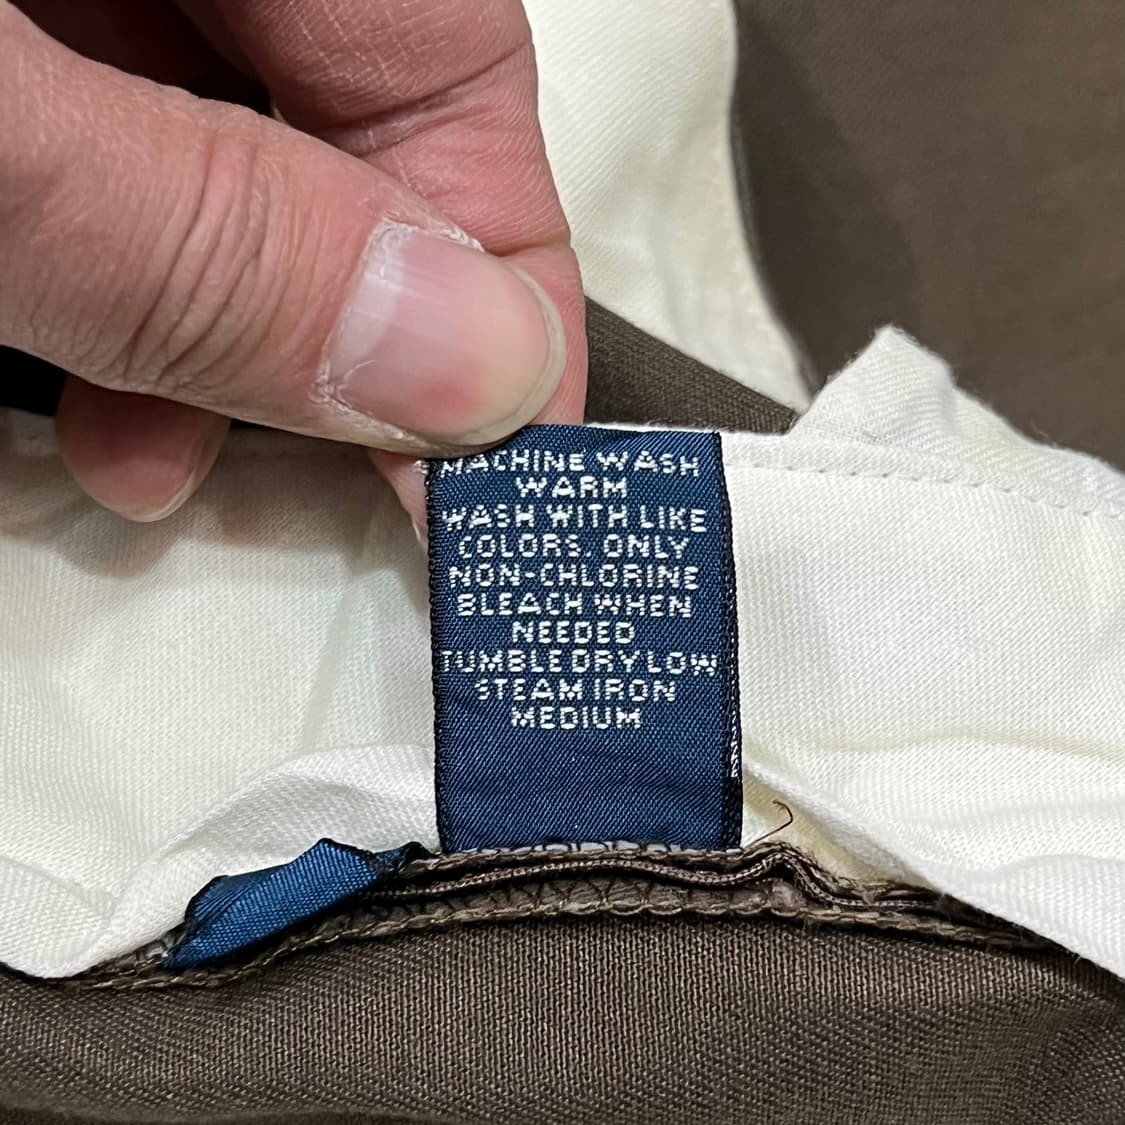 MACHINE WASH
WARM
WASH WITH LIKE
COLORS, ONLY
NON-CHLORINE
BLEACH WHEN
NEEDED
TUMBLE DRY LOW
STEAM IRON
MEDIUM